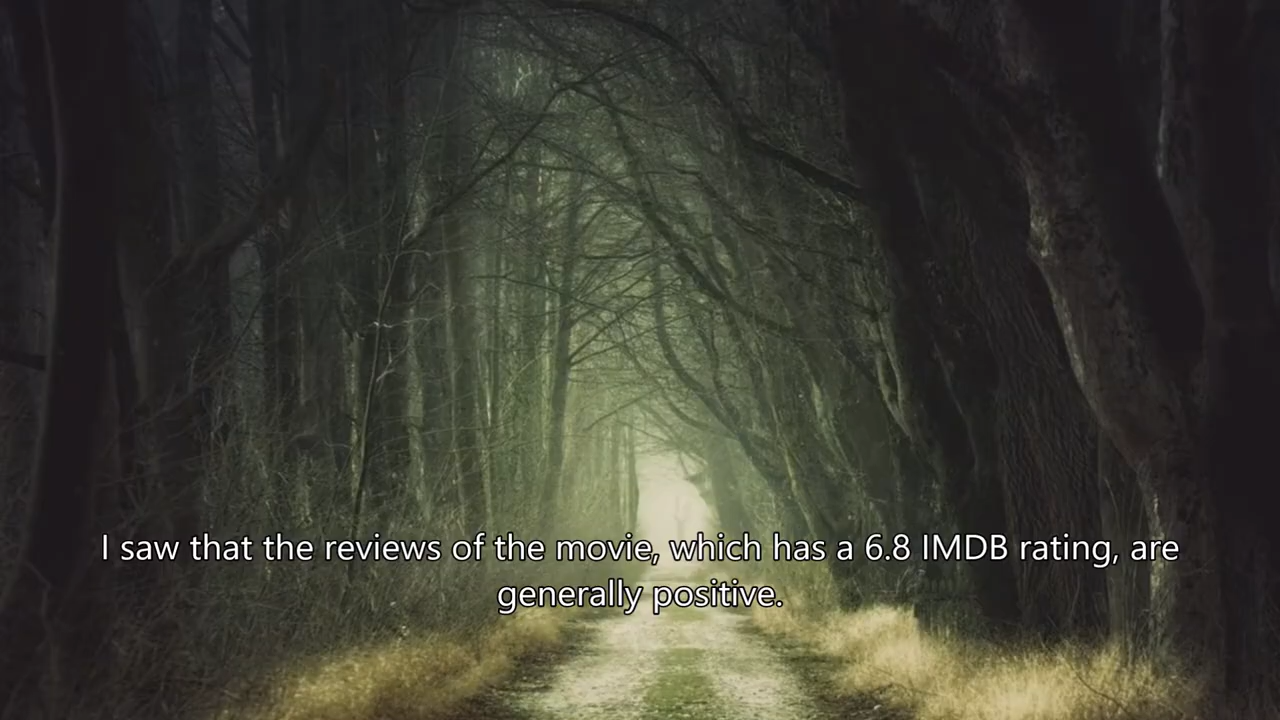 I saw that the reviews of the movie, which has a 6.8 IMDB rating, are
generally positive.